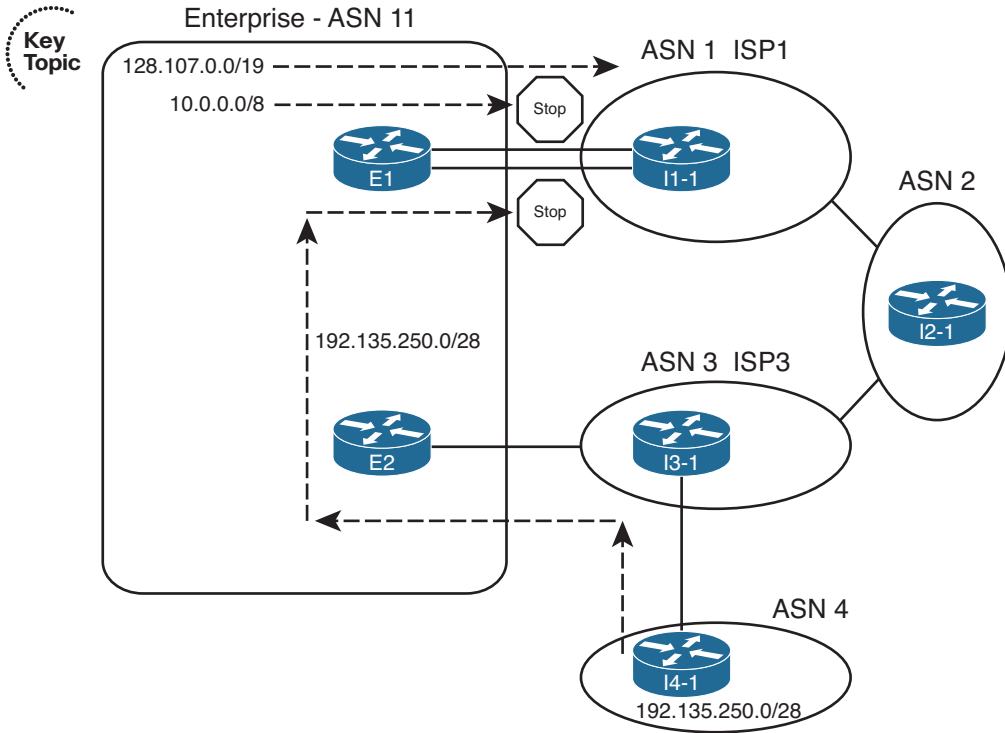 Key
Topic
Enterprise - ASN 11
128.107.0.0/19
10.0.0.0/8
Stop
E1
Stop
ASN 1 ISP1
I1-1
ASN 2
I2-1
192.135.250.0/28
E2
ASN 3 ISP3
I3-1
ASN 4
I4-1
192.135.250.0/28